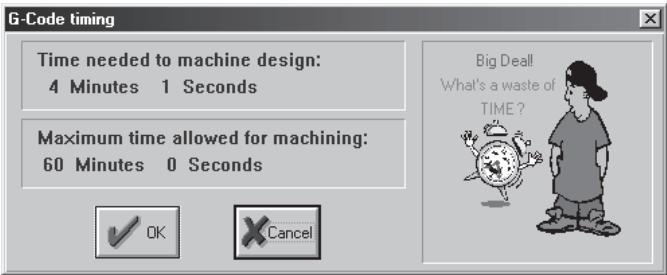 G-Code timing
Time needed to machine design:
4 Minutes 1 Seconds
Maximum time allowed for machining:
60 Minutes 0 Seconds
OK
Cancel
Big Deal!
What's a waste of
TIME?